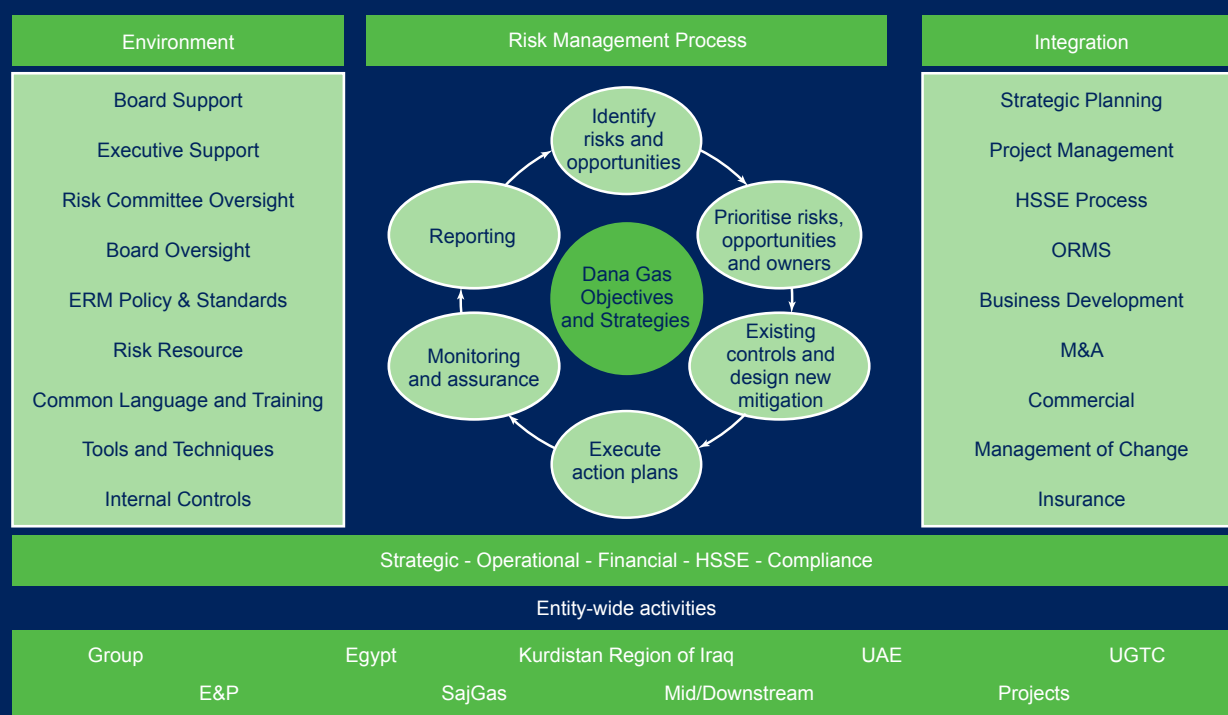 Environment
Risk Management Process
Integration
Board Support
Executive Support
Risk Committee Oversight
Board Oversight
ERM Policy & Standards
Risk Resource
Common Language and Training
Tools and Techniques
Internal Controls
Identify
risks and
opportunities
Prioritise risks,
opportunities
and owners
Existing
controls and
design new
mitigation
Execute
action plans
Monitoring
and assurance
Reporting
Dana Gas
Objectives
and Strategies
Strategic Planning
Project Management
HSSE Process
ORMS
Business Development
M&A
Commercial
Management of Change
Insurance
Strategic - Operational - Financial - HSSE - Compliance
Entity-wide activities
Group Egypt Kurdistan Region of Iraq UAE UGTC
E&P SajGas Mid/Downstream Projects